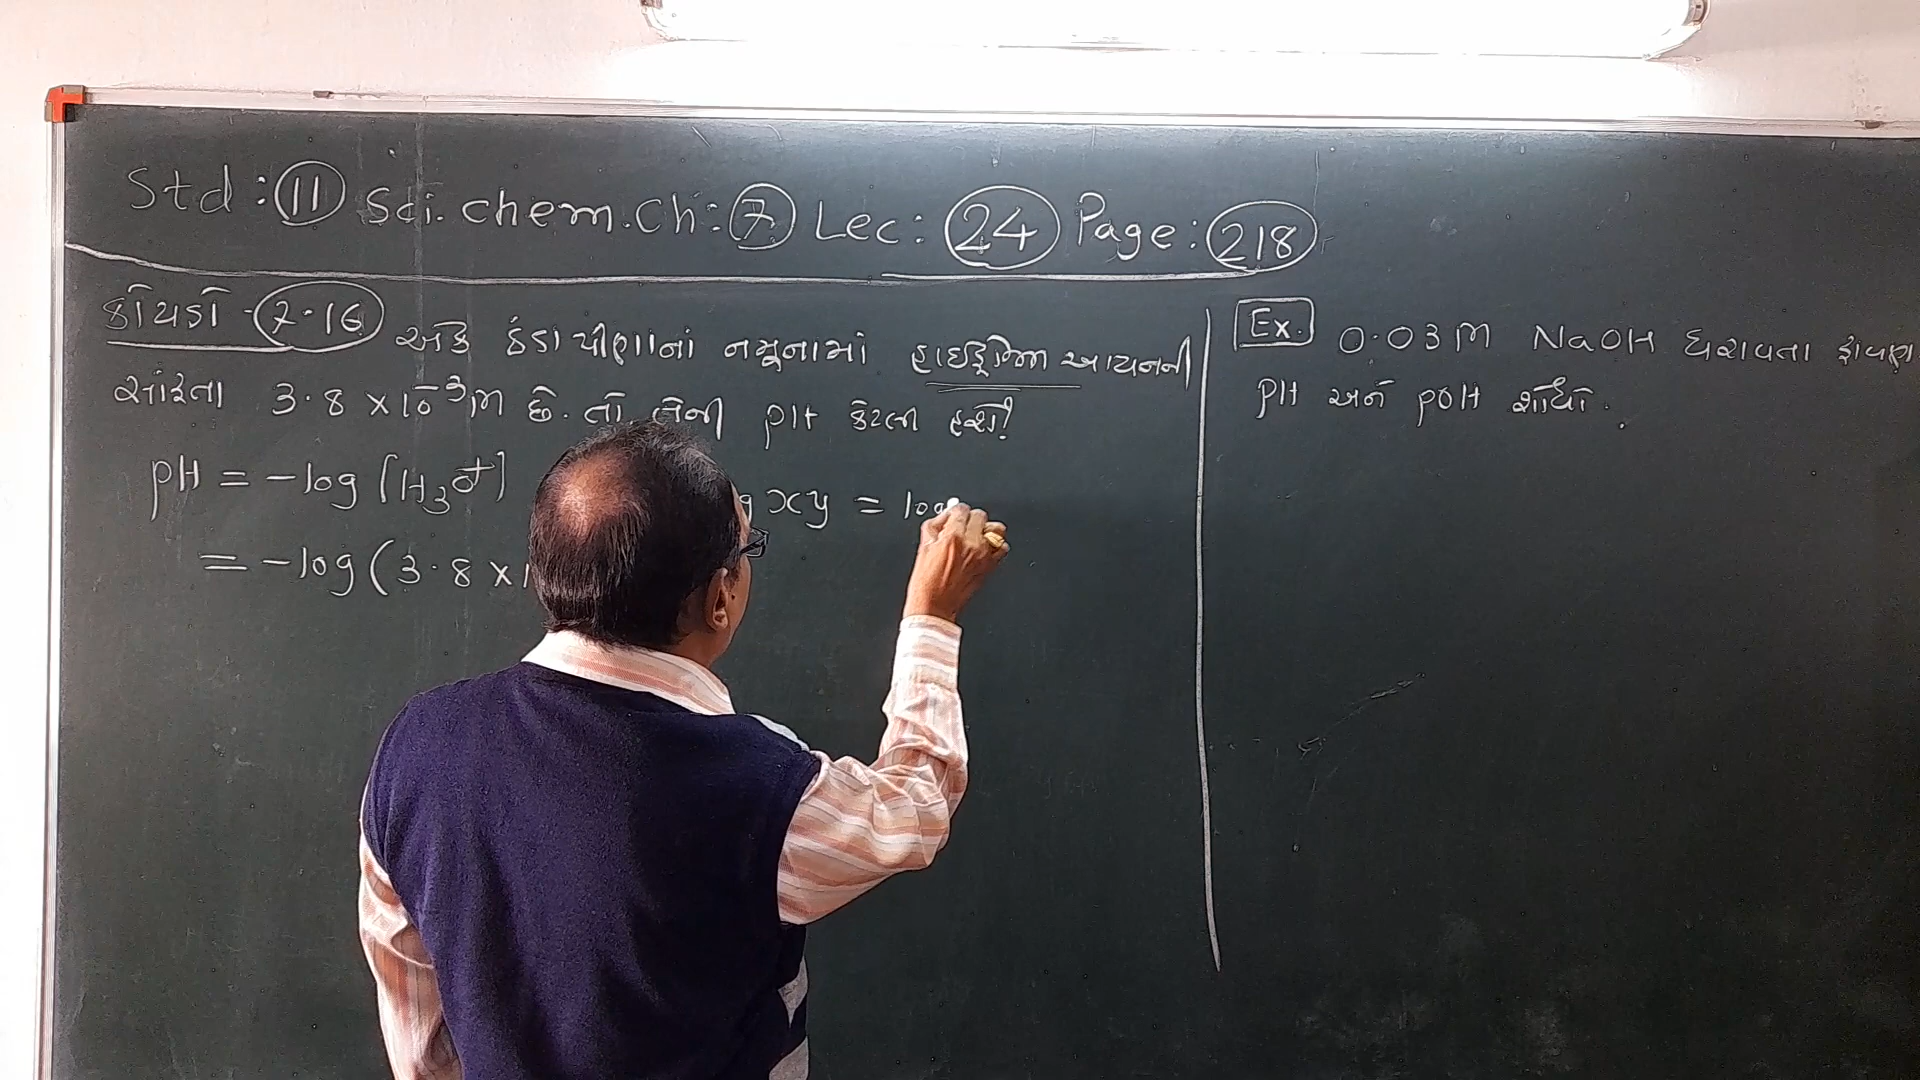 Std : 11 Sci. chem. Ch : 7 Lec : 24 Page : 218
કોયડો - 7.16 એક ઠંડા પીણાનાં નમૂનામાં હાઇડ્રોજન આયનની
સાંદ્રતા 3.8 × 10⁻³ M છે. તો તેની pH કેટલી હશે?
pH = - log [H₃O⁺]
= - log (3.8 × 1
g xy = log
Ex. 0.03 M NaOH ધરાવતા દ્રાવણ
pH અને pOH શોધો.